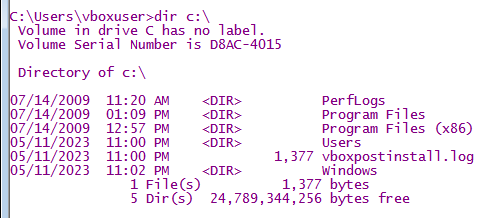 C:\Users\vboxuser>dir c:\
Volume in drive C has no label.
Volume Serial Number is D8AC-4015
Directory of c:\
07/14/2009 11:20 AM <DIR> PerfLogs
07/14/2009 01:09 PM <DIR> Program Files
07/14/2009 12:57 PM <DIR> Program Files (x86)
05/11/2023 11:00 PM <DIR> Users
05/11/2023 11:00 PM 1,377 vboxpostinstall.log
05/11/2023 11:02 PM <DIR> Windows
1 File(s) 1,377 bytes
5 Dir(s) 24,789,344,256 bytes free